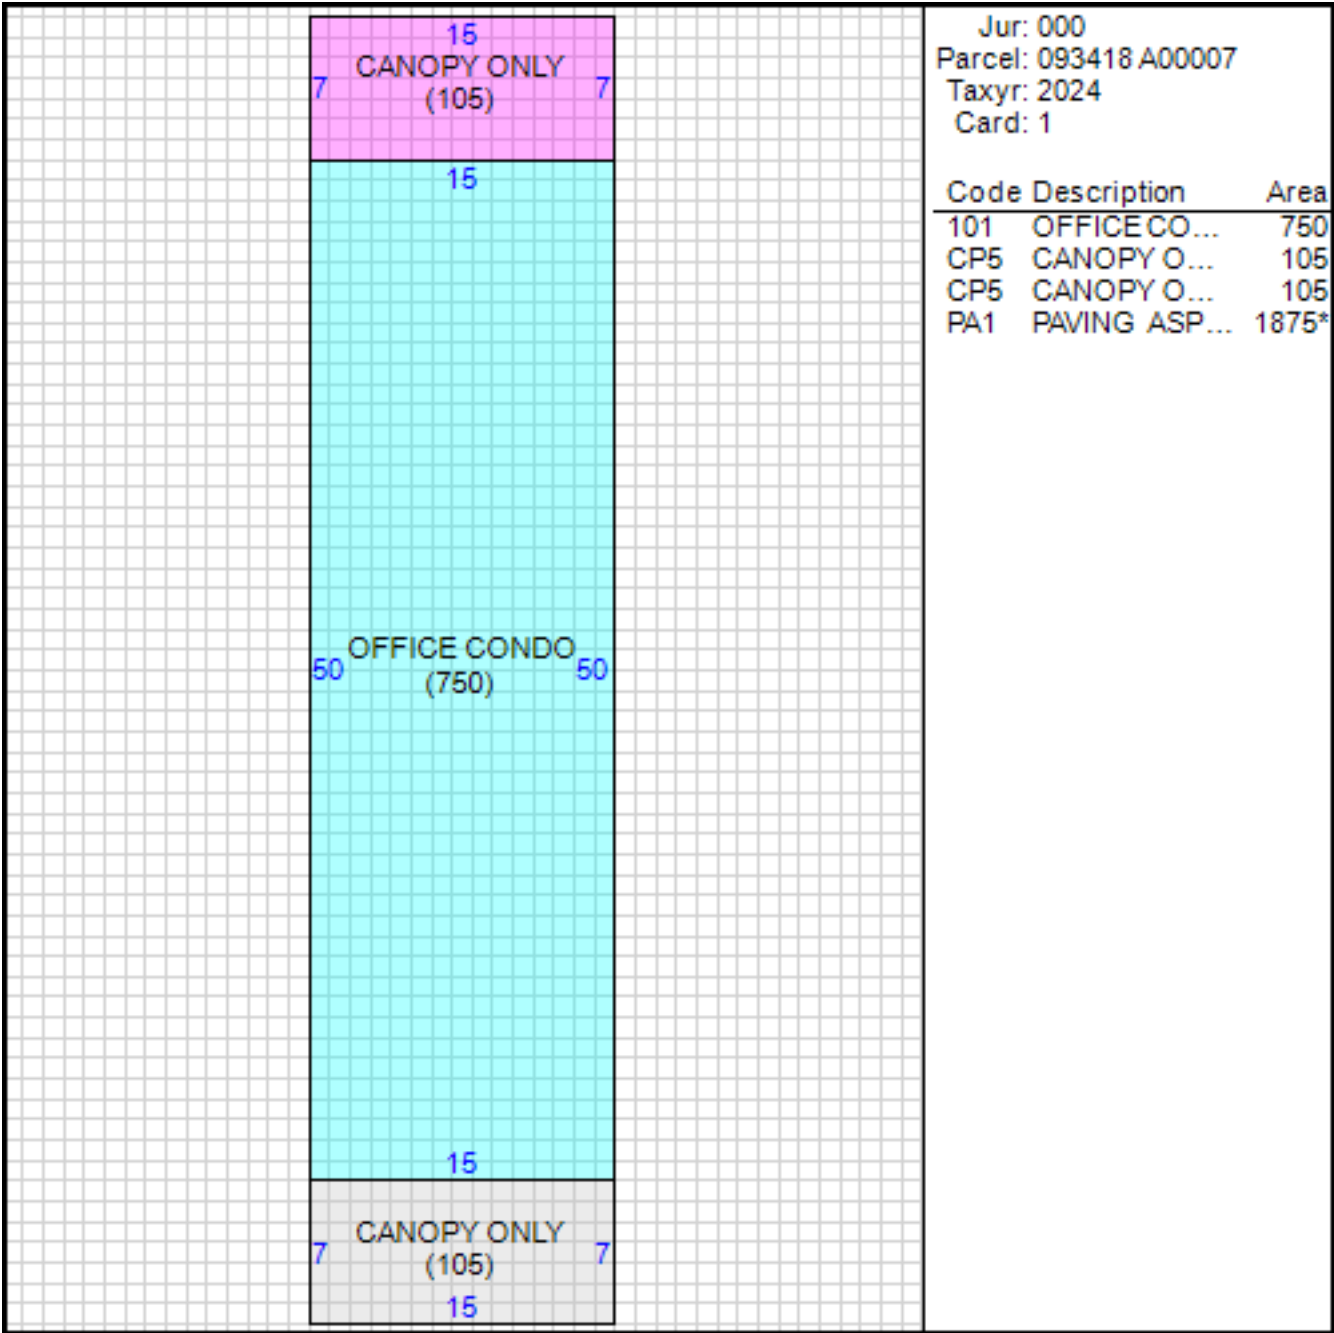 15
CANOPY ONLY
7 7
(105)
15
OFFICE CONDO
50 50
(750)
15
CANOPY ONLY
7 7
(105)
15
Jur: 000
Parcel: 093418 A00007
Taxyr: 2024
Card: 1
Code Description Area
101 OFFICE CO... 750
CP5 CANOPY O... 105
CP5 CANOPY O... 105
PA1 PAVING ASP... 1875*